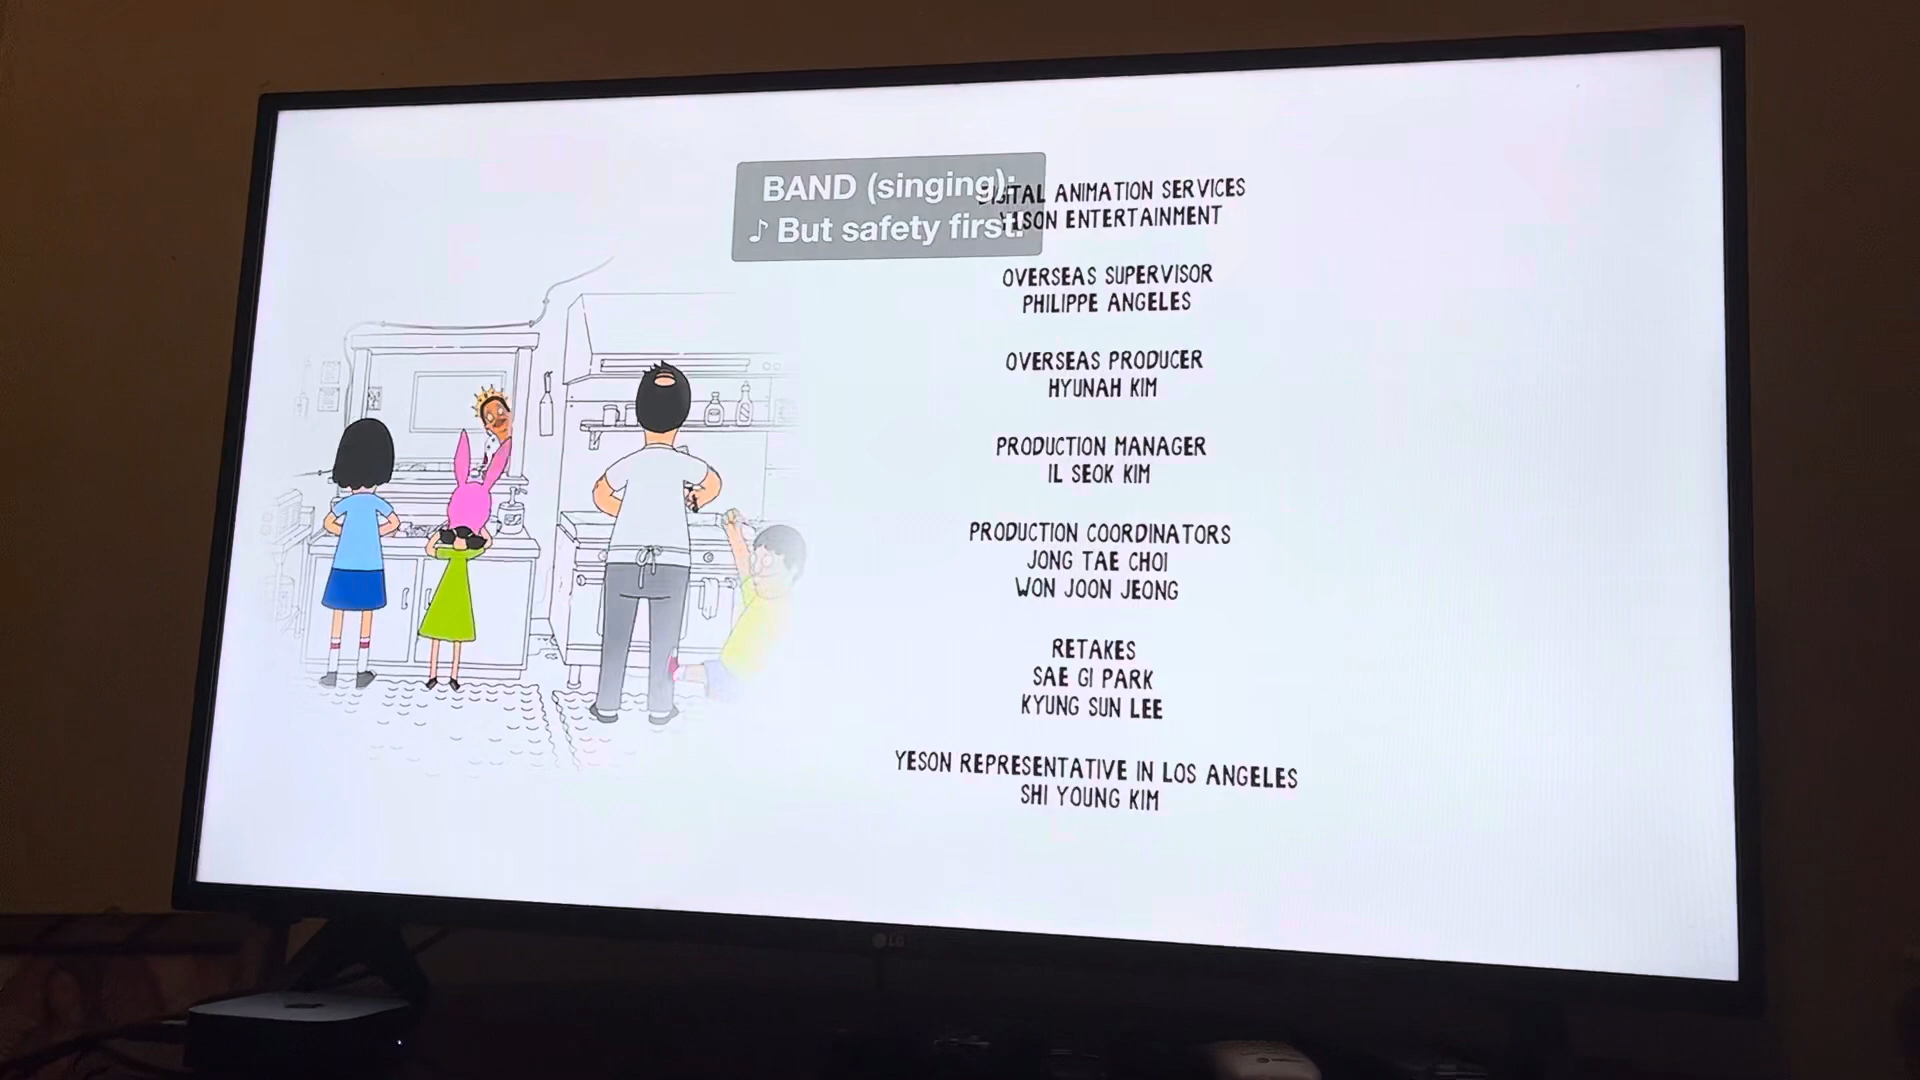 BAND (singing):
♪ But safety first.
DIGITAL ANIMATION SERVICES
YESON ENTERTAINMENT
OVERSEAS SUPERVISOR
PHILIPPE ANGELES
OVERSEAS PRODUCER
HYUNAH KIM
PRODUCTION MANAGER
IL SEOK KIM
PRODUCTION COORDINATORS
JONG TAE CHOI
WON JOON JEONG
RETAKES
SAE GI PARK
KYUNG SUN LEE
YESON REPRESENTATIVE IN LOS ANGELES
SHI YOUNG KIM
LG